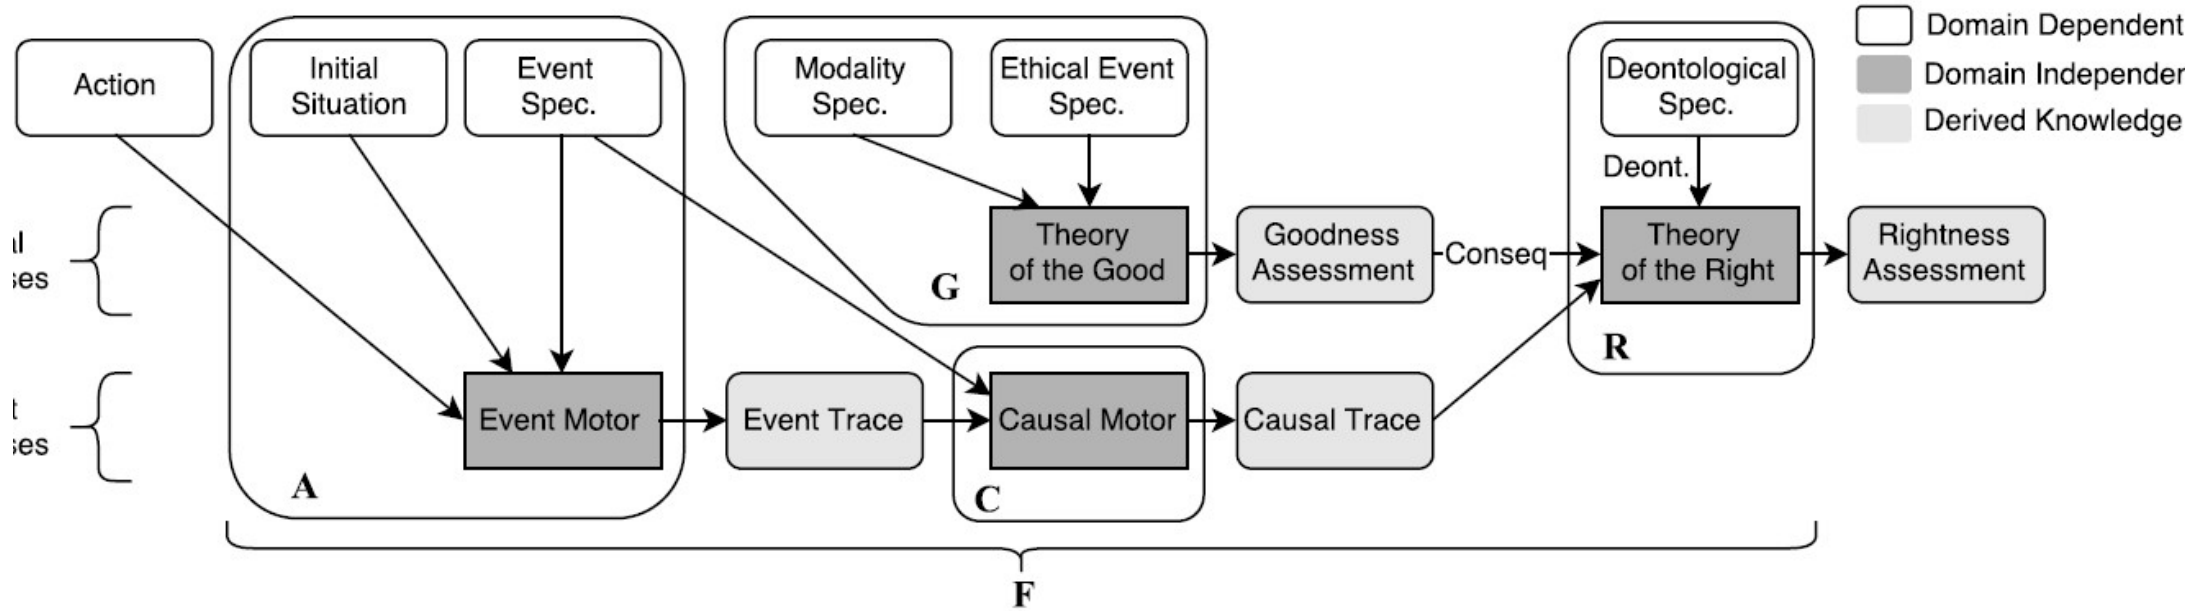 Action
Initial
Situation
Event
Spec.
Modality
Spec.
Ethical Event
Spec.
Deontological
Spec.
Domain Dependent
Domain Independer
Derived Knowledge
Deont.
ses
Theory
of the Good
Goodness
Assessment
Conseq
Theory
of the Right
Rightness
Assessment
G
R
ses
Event Motor
Event Trace
Causal Motor
Causal Trace
A
C
F